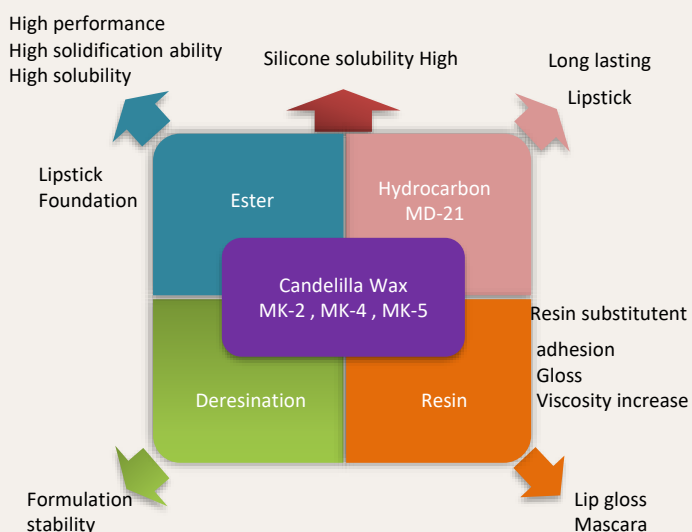 High performance
High solidification ability
High solubility
Silicone solubility High
Long lasting
Lipstick
Lipstick
Foundation
Ester
Hydrocarbon
MD-21
Candelilla Wax
MK-2 , MK-4 , MK-5
Resin substitutent
adhesion
Gloss
Viscosity increase
Deresination
Resin
Formulation
stability
Lip gloss
Mascara